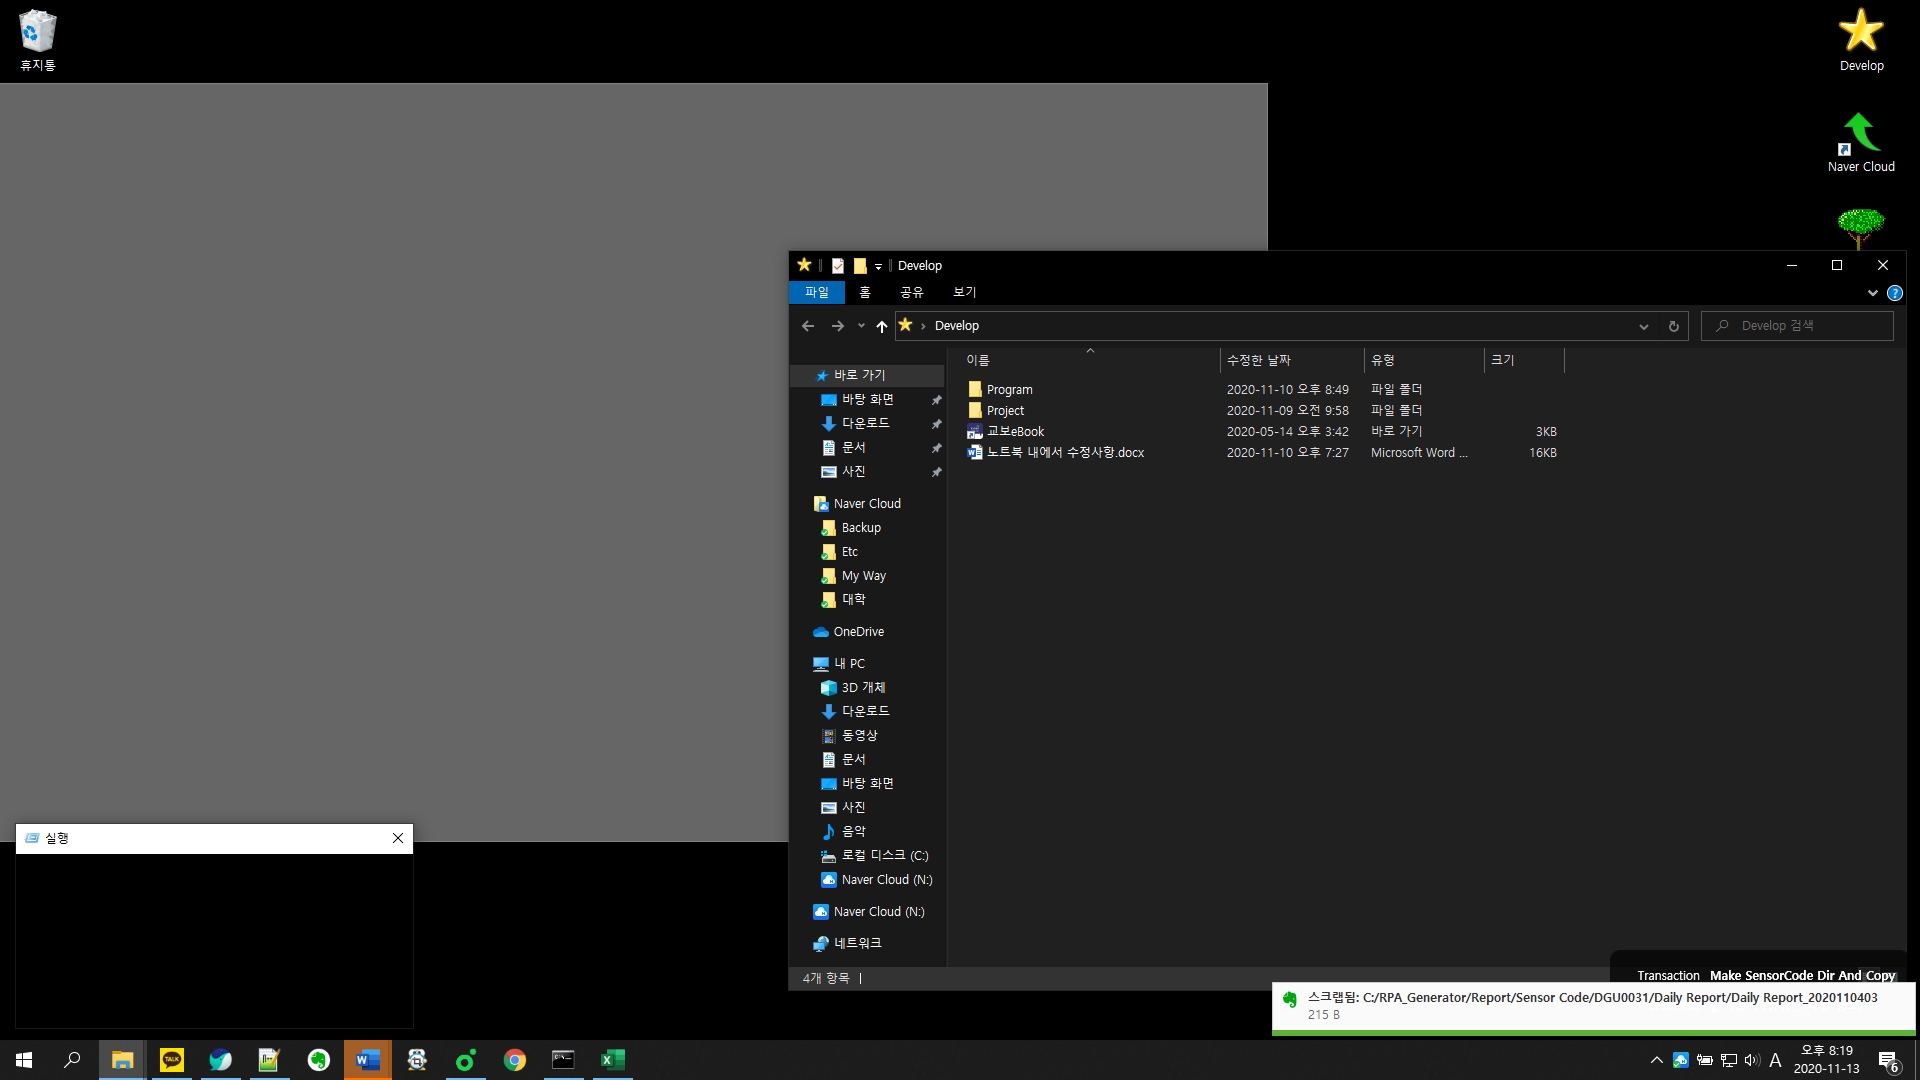 휴지통
Develop
Naver Cloud
Develop
파일
홈
공유
보기
Develop
Develop 검색
이름
수정한 날짜
유형
크기
바로 가기
바탕 화면
다운로드
문서
사진
Naver Cloud
Backup
Etc
My Way
대학
OneDrive
내 PC
3D 개체
다운로드
동영상
문서
바탕 화면
사진
음악
로컬 디스크 (C:)
Naver Cloud (N:)
Naver Cloud (N:)
네트워크
Program 2020-11-10 오후 8:49 파일 폴더
Project 2020-11-09 오전 9:58 파일 폴더
교보eBook 2020-05-14 오후 3:42 바로 가기 3KB
노트북 내에서 수정사항.docx 2020-11-10 오후 7:27 Microsoft Word ... 16KB
4개 항목
실행
Transaction Make SensorCode Dir And Copy
스크랩됨: C:/RPA_Generator/Report/Sensor Code/DGU0031/Daily Report/Daily Report_2020110403
215 B
TALK
A
오후 8:19
2020-11-13
6